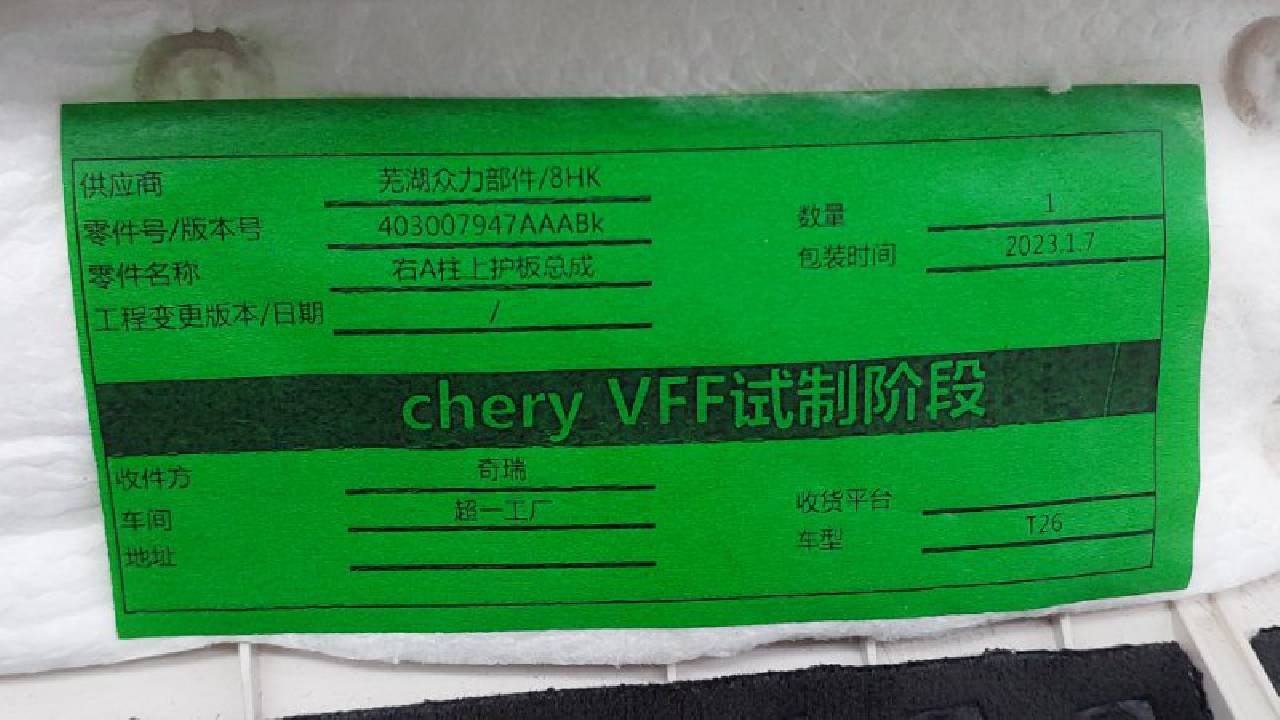 供应商 芜湖众力部件/8HK
零件号/版本号 403007947AAABk 数量 1
零件名称 右A柱上护板总成 包装时间 2023.1.7
工程变更版本/日期 /
chery VFF试制阶段
收件方 奇瑞
车间 超一工厂 收货平台
地址 车型 T26